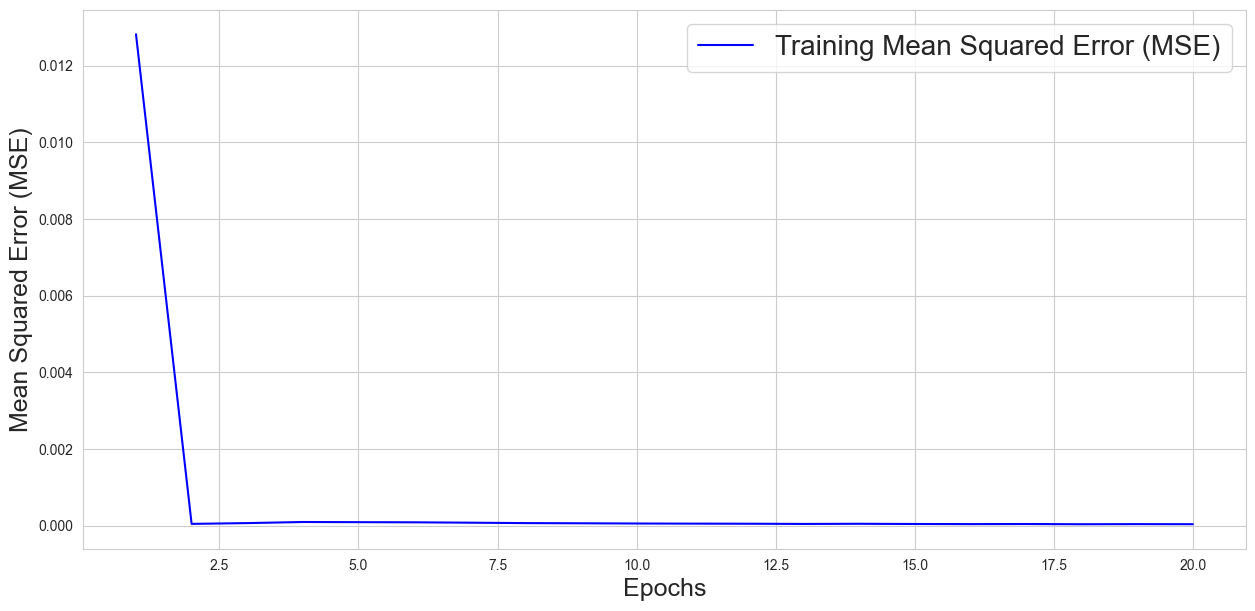 Training Mean Squared Error (MSE)
Mean Squared Error (MSE)
0.012
0.010
0.008
0.006
0.004
0.002
0.000
2.5 5.0 7.5 10.0 12.5 15.0 17.5 20.0
Epochs